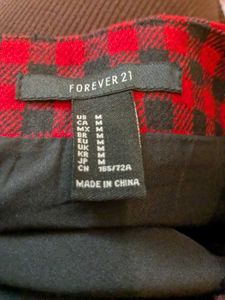 FOREVER 21
US M
CA M
MX M
BR M
EU M
UK M
KR M
JP M
CN 165/72A
MADE IN CHINA